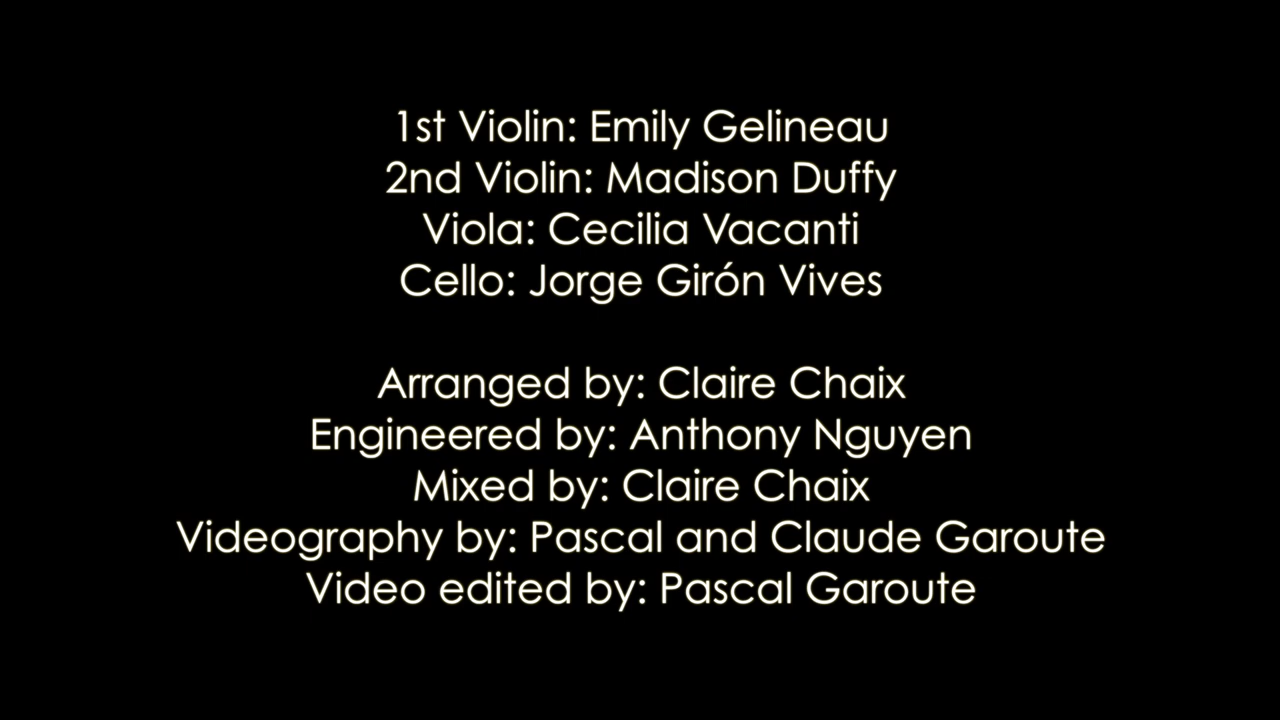 1st Violin: Emily Gelineau
2nd Violin: Madison Duffy
Viola: Cecilia Vacanti
Cello: Jorge Girón Vives
Arranged by: Claire Chaix
Engineered by: Anthony Nguyen
Mixed by: Claire Chaix
Videography by: Pascal and Claude Garoute
Video edited by: Pascal Garoute